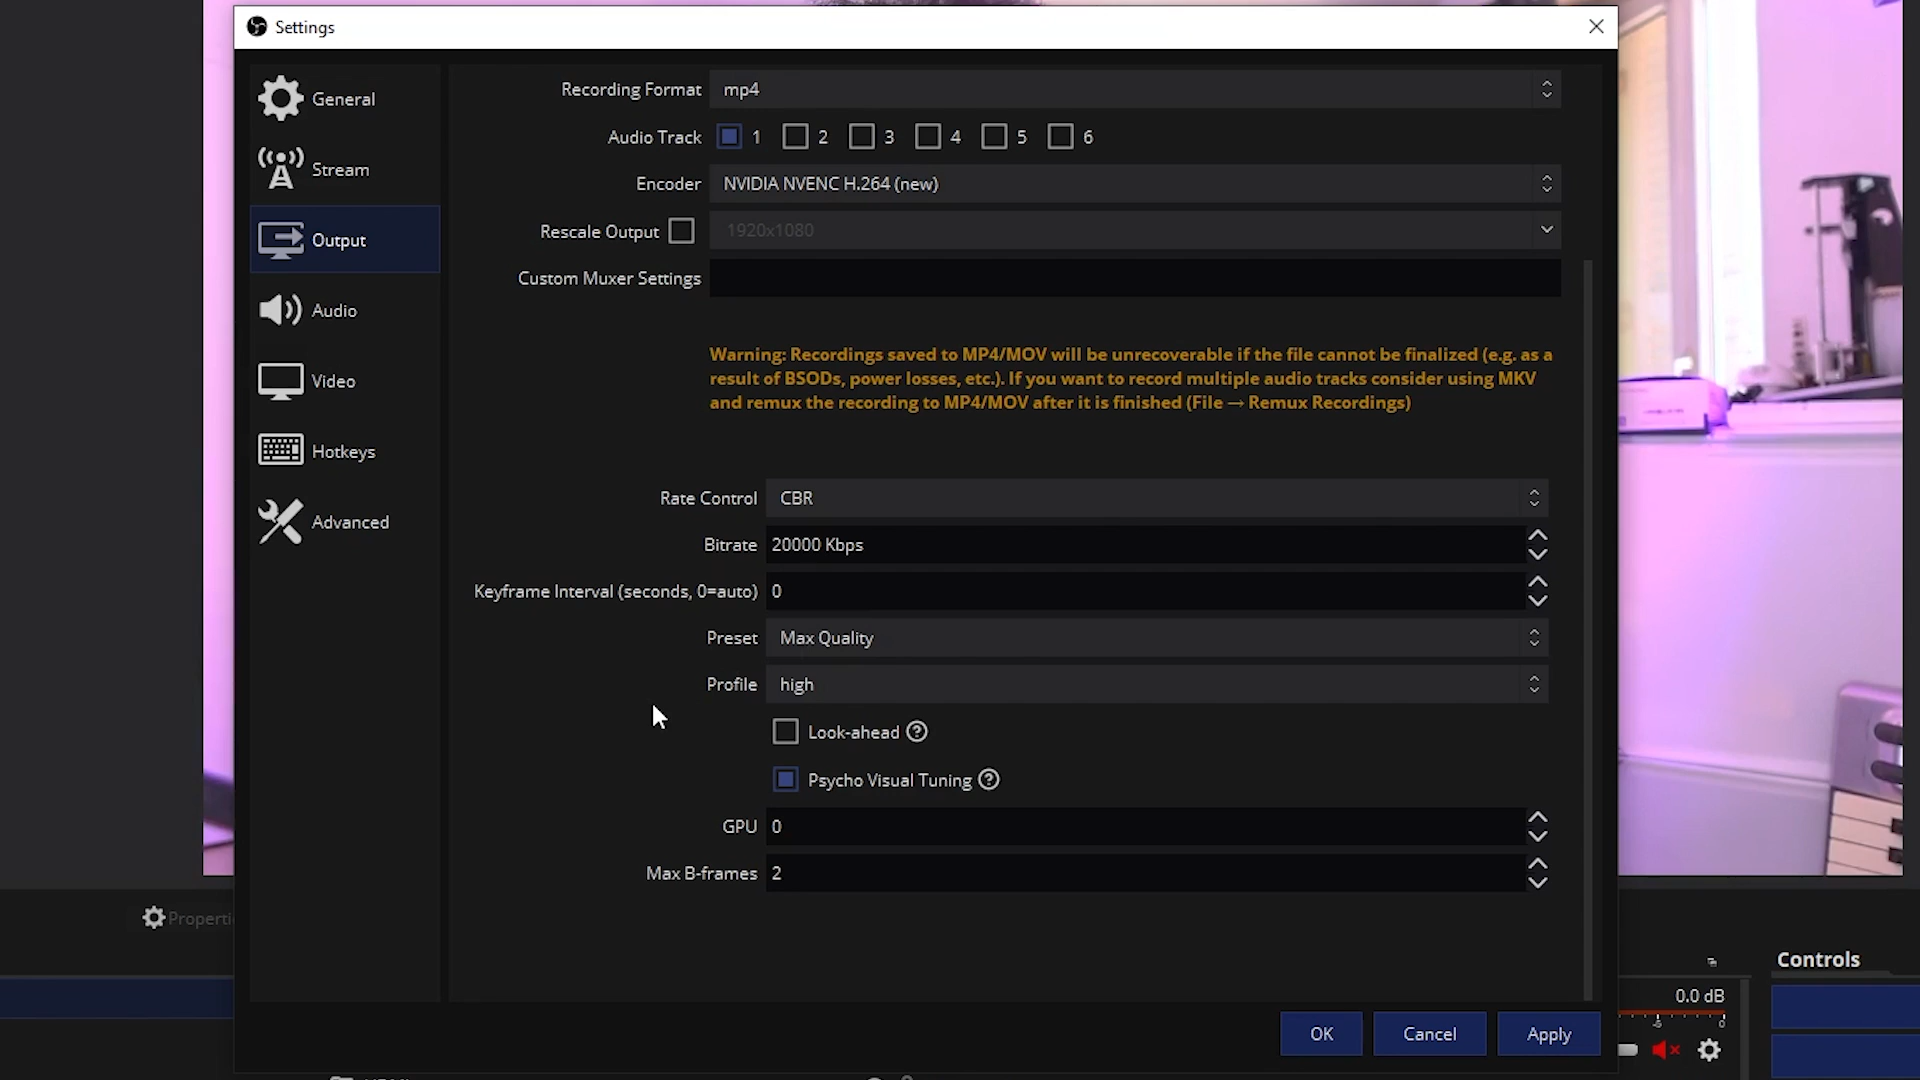 Settings
General
Stream
Output
Audio
Video
Hotkeys
Advanced
Recording Format mp4
Audio Track 1 2 3 4 5 6
Encoder NVIDIA NVENC H.264 (new)
Rescale Output 1920x1080
Custom Muxer Settings
Warning: Recordings saved to MP4/MOV will be unrecoverable if the file cannot be finalized (e.g. as a
result of BSODs, power losses, etc.). If you want to record multiple audio tracks consider using MKV
and remux the recording to MP4/MOV after it is finished (File → Remux Recordings)
Rate Control CBR
Bitrate 20000 Kbps
Keyframe Interval (seconds, 0=auto) 0
Preset Max Quality
Profile high
Look-ahead ?
Psycho Visual Tuning ?
GPU 0
Max B-frames 2
OK Cancel Apply
Properti
Controls
0.0 dB
-5 0